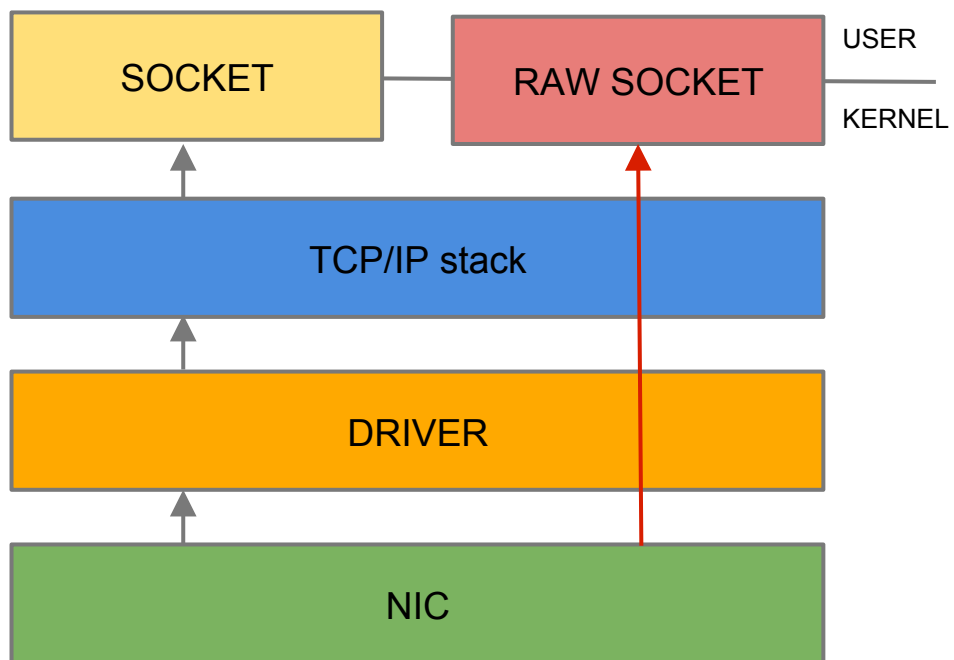 SOCKET
RAW SOCKET
USER
KERNEL
TCP/IP stack
DRIVER
NIC